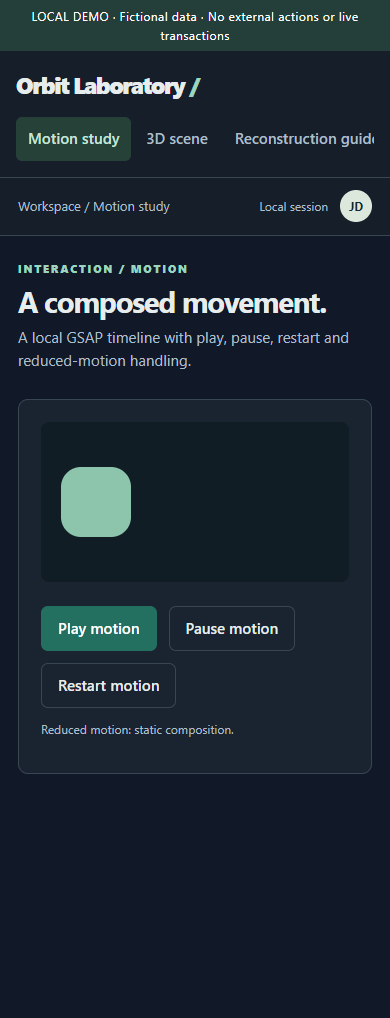 LOCAL DEMO · Fictional data · No external actions or live
transactions
Orbit Laboratory /
Motion study 3D scene Reconstruction guide
Workspace / Motion study Local session JD
INTERACTION / MOTION
A composed movement.
A local GSAP timeline with play, pause, restart and
reduced-motion handling.
Play motion Pause motion
Restart motion
Reduced motion: static composition.